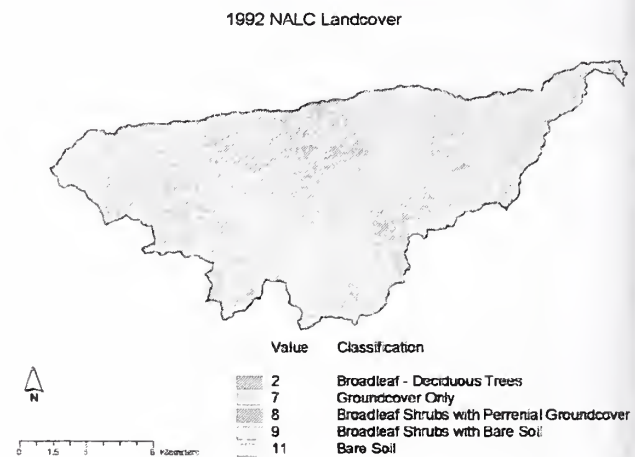 1992 NALC Landcover
Value Classification
2 Broadleaf - Deciduous Trees
7 Groundcover Only
8 Broadleaf Shrubs with Perrenial Groundcover
9 Broadleaf Shrubs with Bare Soil
11 Bare Soil
N
0 1.5 3 6 Kilometers